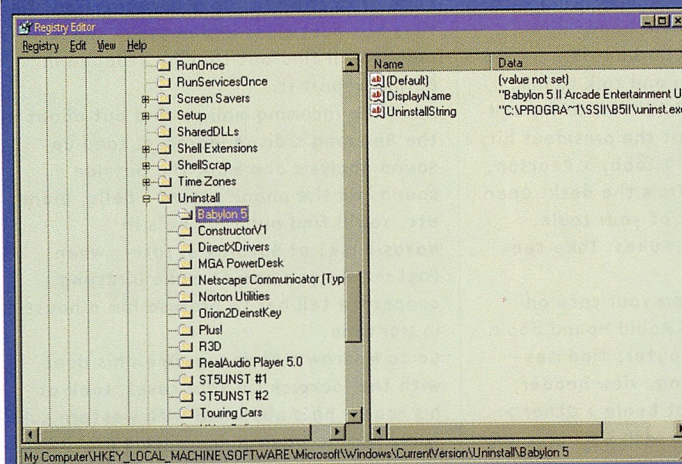 Registry Editor
Registry Edit View Help
RunOnce
RunServicesOnce
Screen Savers
Setup
SharedDLLs
Shell Extensions
ShellScrap
Time Zones
Uninstall
Babylon 5
ConstructorV1
DirectXDrivers
MGA PowerDesk
Netscape Communicator (Typ
Norton Utilities
Orion2DeinstKey
Plus!
R3D
RealAudio Player 5.0
ST5UNST #1
ST5UNST #2
Touring Cars
Name Data
(Default) (value not set)
DisplayName "Babylon 5 II Arcade Entertainment U
UninstallString "C:\PROGRA~1\SSII\B5II\uninst.exe
My Computer\HKEY_LOCAL_MACHINE\SOFTWARE\Microsoft\Windows\CurrentVersion\Uninstall\Babylon 5